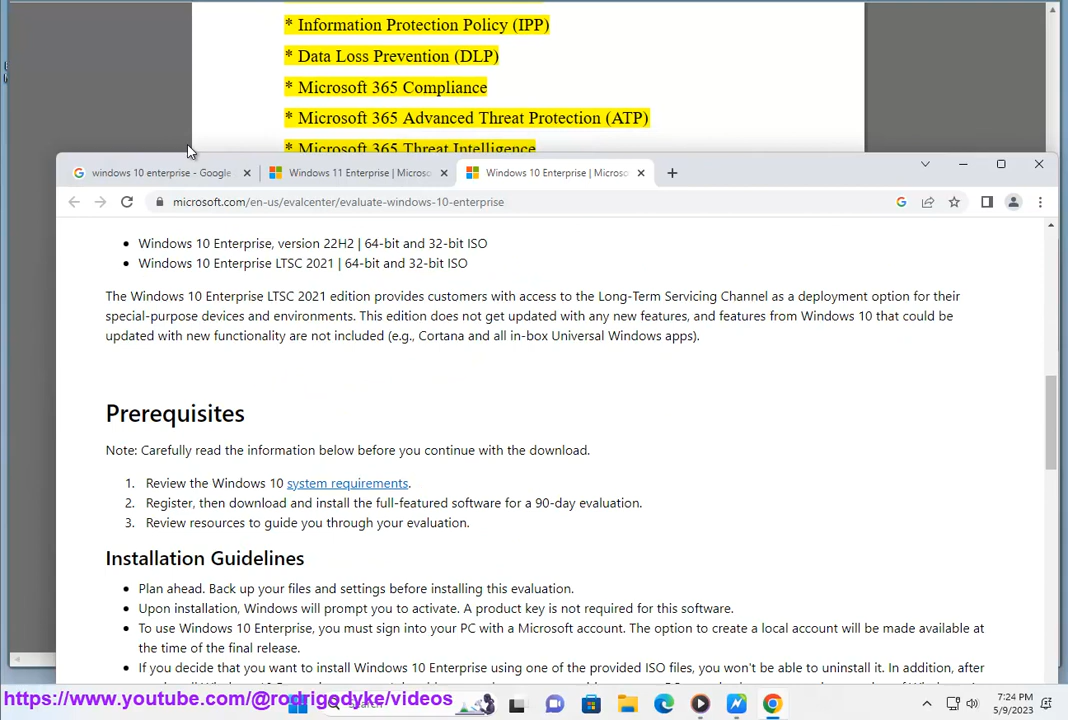 * Information Protection Policy (IPP)
* Data Loss Prevention (DLP)
* Microsoft 365 Compliance
* Microsoft 365 Advanced Threat Protection (ATP)
* Microsoft 365 Threat Intelligence
windows 10 enterprise - Google
Windows 11 Enterprise | Microso
Windows 10 Enterprise | Microso
microsoft.com/en-us/evalcenter/evaluate-windows-10-enterprise
• Windows 10 Enterprise, version 22H2 | 64-bit and 32-bit ISO
• Windows 10 Enterprise LTSC 2021 | 64-bit and 32-bit ISO
The Windows 10 Enterprise LTSC 2021 edition provides customers with access to the Long-Term Servicing Channel as a deployment option for their
special-purpose devices and environments. This edition does not get updated with any new features, and features from Windows 10 that could be
updated with new functionality are not included (e.g., Cortana and all in-box Universal Windows apps).
Prerequisites
Note: Carefully read the information below before you continue with the download.
1. Review the Windows 10 system requirements.
2. Register, then download and install the full-featured software for a 90-day evaluation.
3. Review resources to guide you through your evaluation.
Installation Guidelines
• Plan ahead. Back up your files and settings before installing this evaluation.
• Upon installation, Windows will prompt you to activate. A product key is not required for this software.
• To use Windows 10 Enterprise, you must sign into your PC with a Microsoft account. The option to create a local account will be made available at
the time of the final release.
• If you decide that you want to install Windows 10 Enterprise using one of the provided ISO files, you won't be able to uninstall it. In addition, after
https://www.youtube.com/@rodrigodyke/videos
7:24 PM
5/9/2023